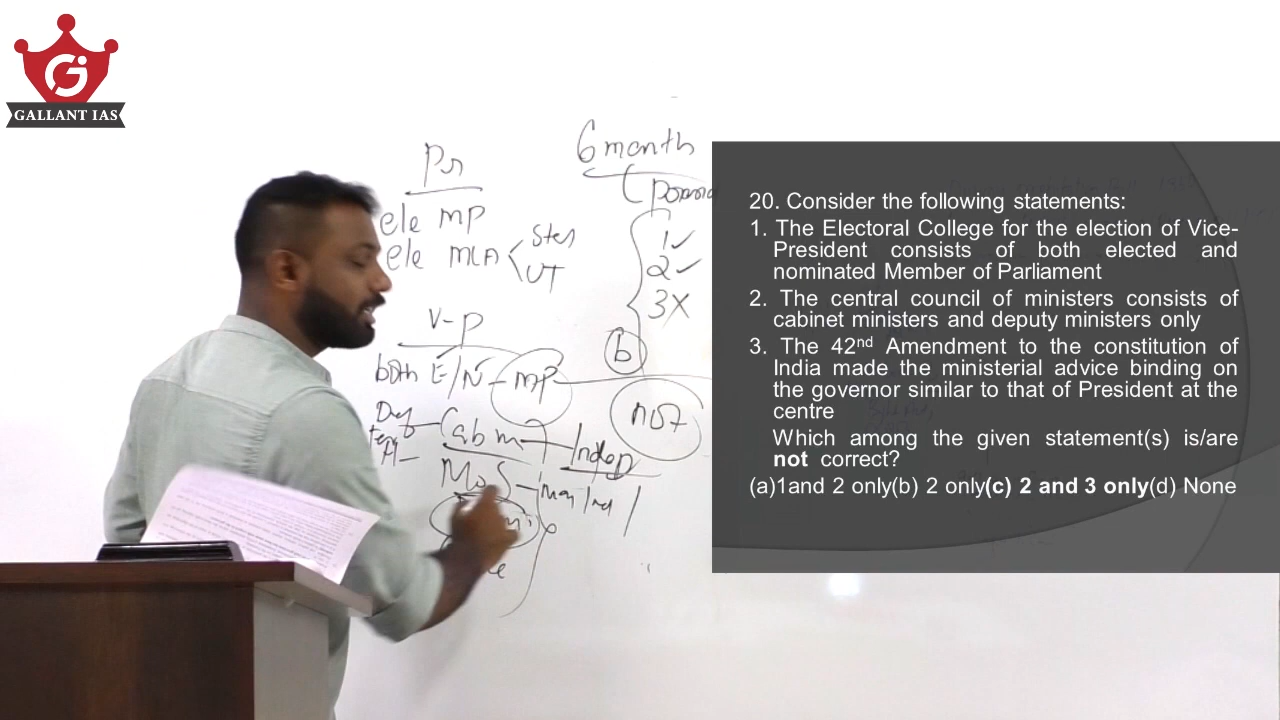 GALLANT IAS
Pr
ele MP
ele MLA
UT
V-P
both E/N - MP
Cab m - Indep
MoS
6 month
1 ✓
2 ✓
3 X
b
not
20. Consider the following statements:
1. The Electoral College for the election of Vice-
President consists of both elected and
nominated Member of Parliament
2. The central council of ministers consists of
cabinet ministers and deputy ministers only
3. The 42nd Amendment to the constitution of
India made the ministerial advice binding on
the governor similar to that of President at the
centre
Which among the given statement(s) is/are
not correct?
(a)1and 2 only(b) 2 only(c) 2 and 3 only(d) None